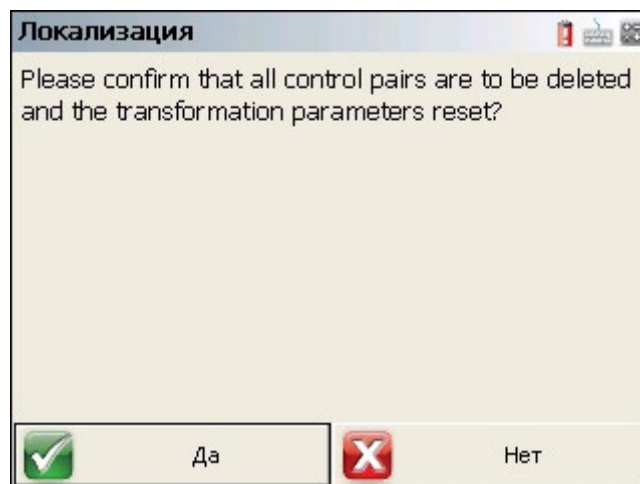 Локализация
Please confirm that all control pairs are to be deleted
and the transformation parameters reset?
Да
Нет